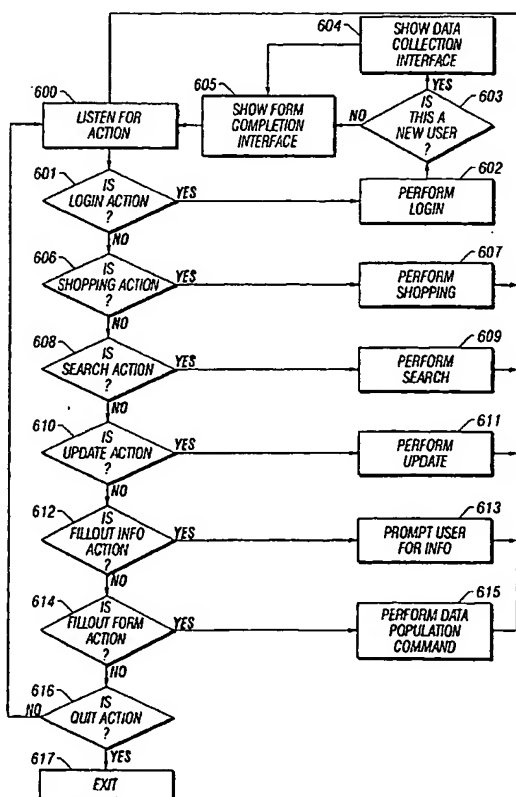 604
SHOW DATA
COLLECTION
INTERFACE
600
LISTEN FOR
ACTION
605
SHOW FORM
COMPLETION
INTERFACE
NO
YES
603
IS
THIS A
NEW USER
?
601
IS
LOGIN ACTION
?
YES
602
PERFORM
LOGIN
NO
606
IS
SHOPPING ACTION
?
YES
607
PERFORM
SHOPPING
NO
608
IS
SEARCH ACTION
?
YES
609
PERFORM
SEARCH
NO
610
IS
UPDATE ACTION
?
YES
611
PERFORM
UPDATE
NO
612
IS
FILLOUT INFO
ACTION
?
YES
613
PROMPT USER
FOR INFO
NO
614
IS
FILLOUT FORM
ACTION
?
YES
615
PERFORM DATA
POPULATION
COMMAND
NO
616
IS
QUIT ACTION
?
NO
YES
617
EXIT